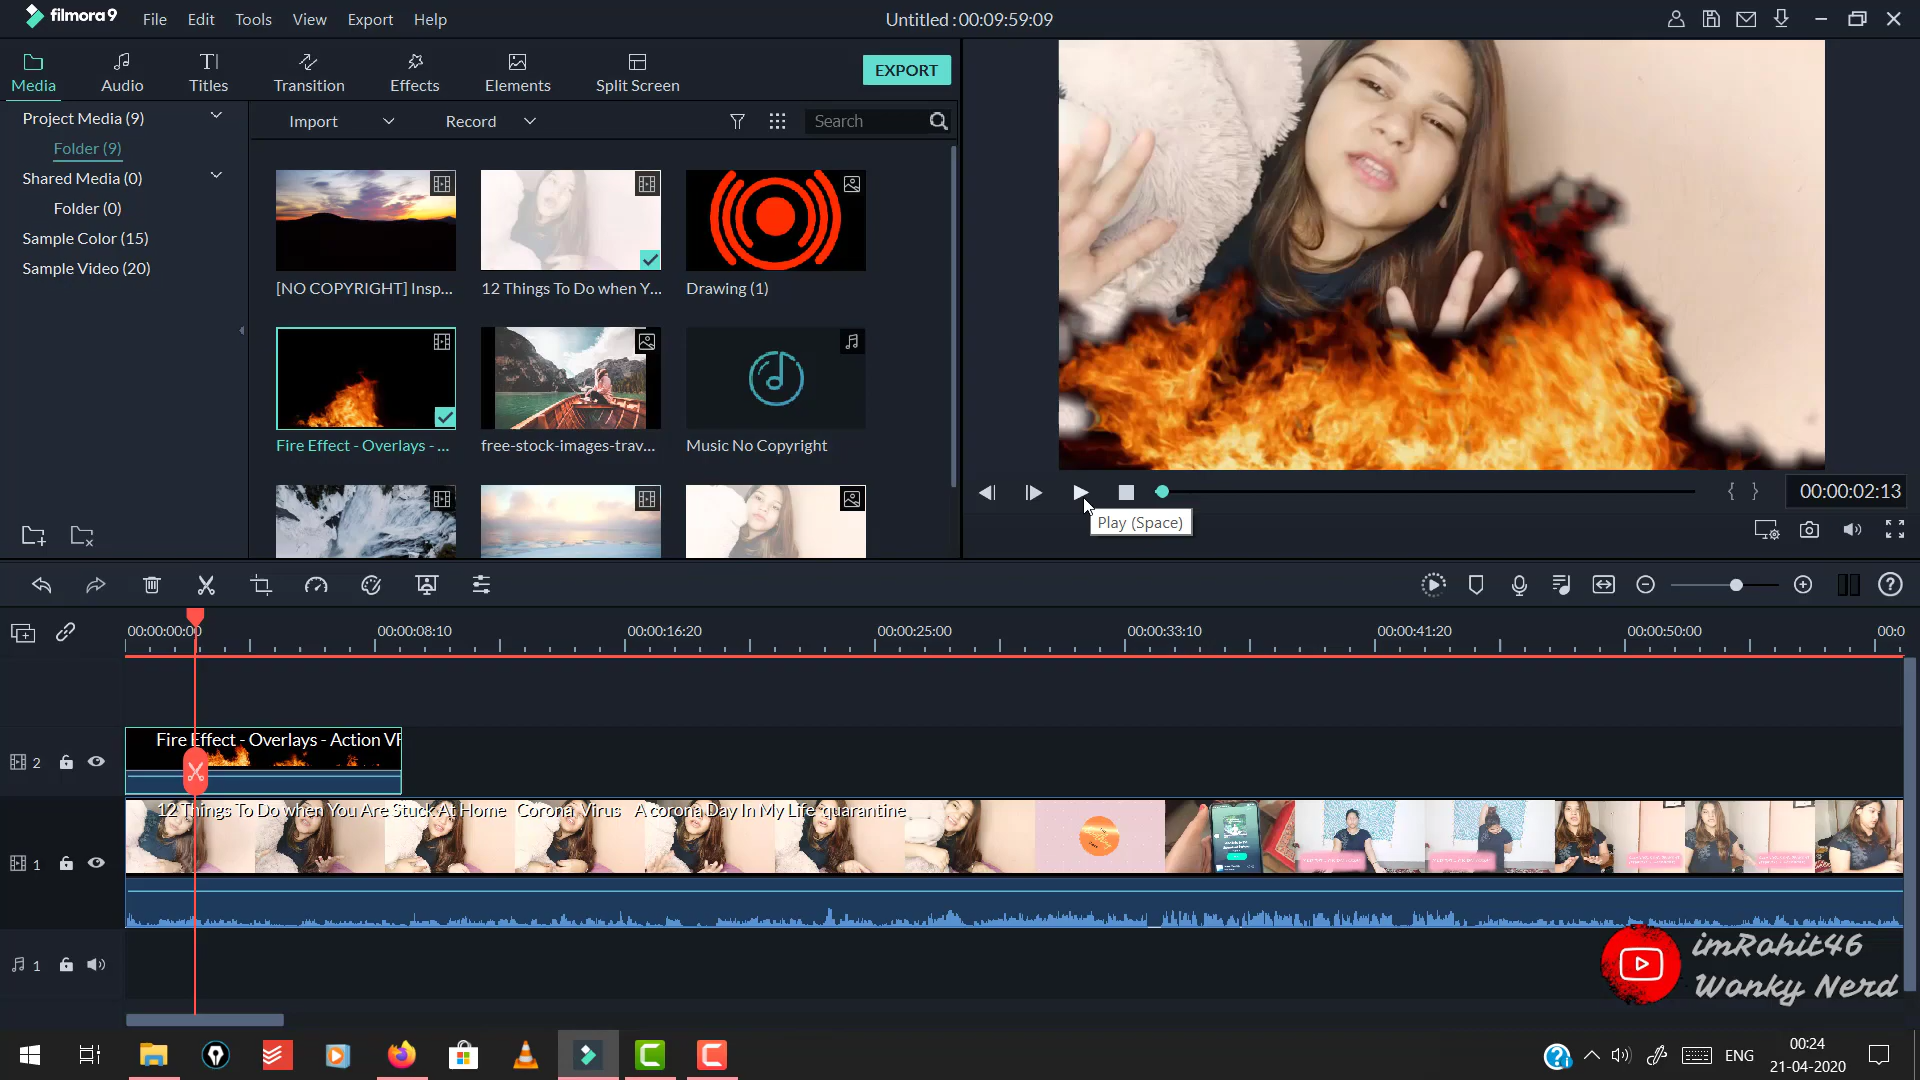 filmora9 File Edit Tools View Export Help Untitled : 00:09:59:09
Media Audio Titles Transition Effects Elements Split Screen EXPORT
Project Media (9)
Folder (9)
Shared Media (0)
Folder (0)
Sample Color (15)
Sample Video (20)
Import Record Search
[NO COPYRIGHT] Insp... 12 Things To Do when Y... Drawing (1)
Fire Effect - Overlays - ... free-stock-images-trav... Music No Copyright
{ } 00:00:02:13
Play (Space)
00:00:00:00 00:00:08:10 00:00:16:20 00:00:25:00 00:00:33:10 00:00:41:20 00:00:50:00 00:0
Fire Effect - Overlays - Action VF
2
12 Things To Do when You Are Stuck At Home Corona Virus A corona Day In My Life quarantine
1
1
imRohit46
Wonky Nerd
ENG
00:24
21-04-2020